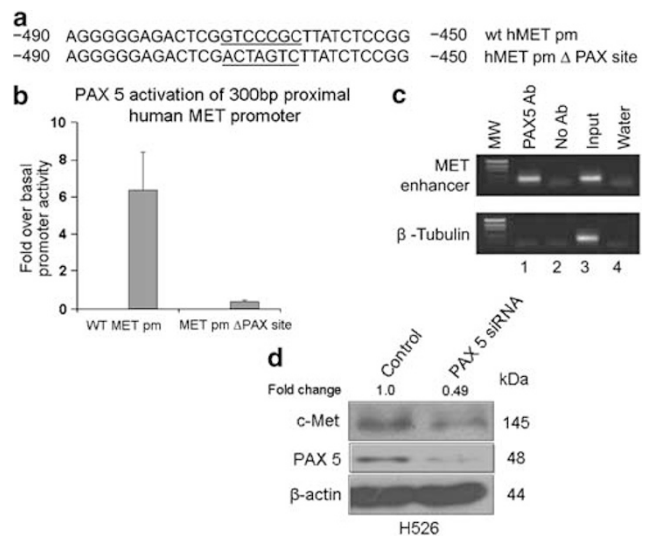 a
−490 AGGGGGAGACTCGGTCCCGCTTATCTCCGG −450 wt hMET pm
−490 AGGGGGAGACTCGACTAGTCTTATCTCCGG −450 hMET pm Δ PAX site
b
PAX 5 activation of 300bp proximal
human MET promoter
Fold over basal
promoter activity
10
8
6
4
2
0
WT MET pm
MET pm ΔPAX site
c
MW
PAX5 Ab
No Ab
Input
Water
MET
enhancer
β -Tubulin
1 2 3 4
d
Control
PAX 5 siRNA
Fold change 1.0 0.49 kDa
c-Met 145
PAX 5 48
β-actin 44
H526